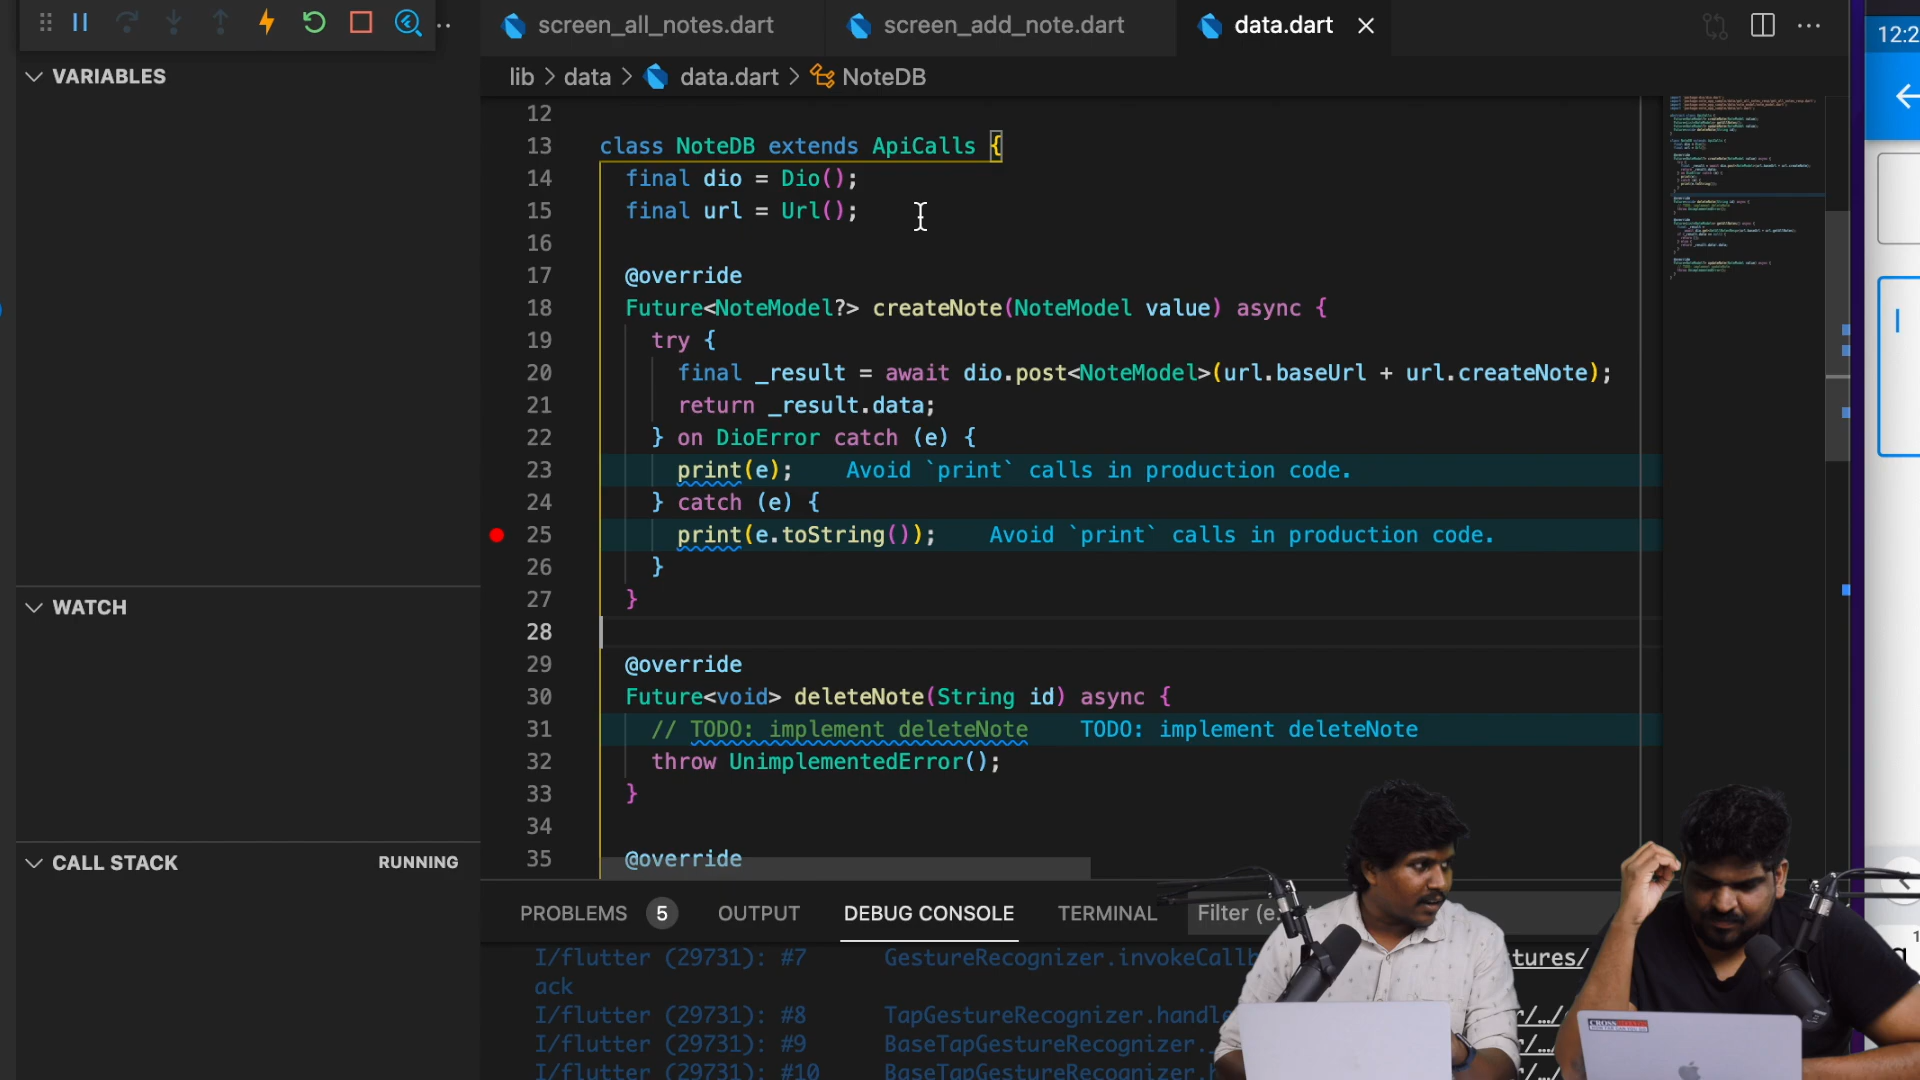 screen_all_notes.dart
screen_add_note.dart
data.dart
12:2
VARIABLES
lib > data > data.dart > NoteDB
12
13 class NoteDB extends ApiCalls {
14 final dio = Dio();
15 final url = Url();
16
17 @override
18 Future<NoteModel?> createNote(NoteModel value) async {
19 try {
20 final _result = await dio.post<NoteModel>(url.baseUrl + url.createNote);
21 return _result.data;
22 } on DioError catch (e) {
23 print(e); Avoid `print` calls in production code.
24 } catch (e) {
25 print(e.toString()); Avoid `print` calls in production code.
26 }
27 }
28
29 @override
30 Future<void> deleteNote(String id) async {
31 // TODO: implement deleteNote TODO: implement deleteNote
32 throw UnimplementedError();
33 }
34
35 @override
WATCH
CALL STACK RUNNING
PROBLEMS 5 OUTPUT DEBUG CONSOLE TERMINAL Filter (e.
I/flutter (29731): #7 GestureRecognizer.invokeCallb tures/
ack
I/flutter (29731): #8 TapGestureRecognizer.handle
I/flutter (29731): #9 BaseTapGestureRecognizer.
I/flutter (29731): #10 BaseTapGestureRecognizer.